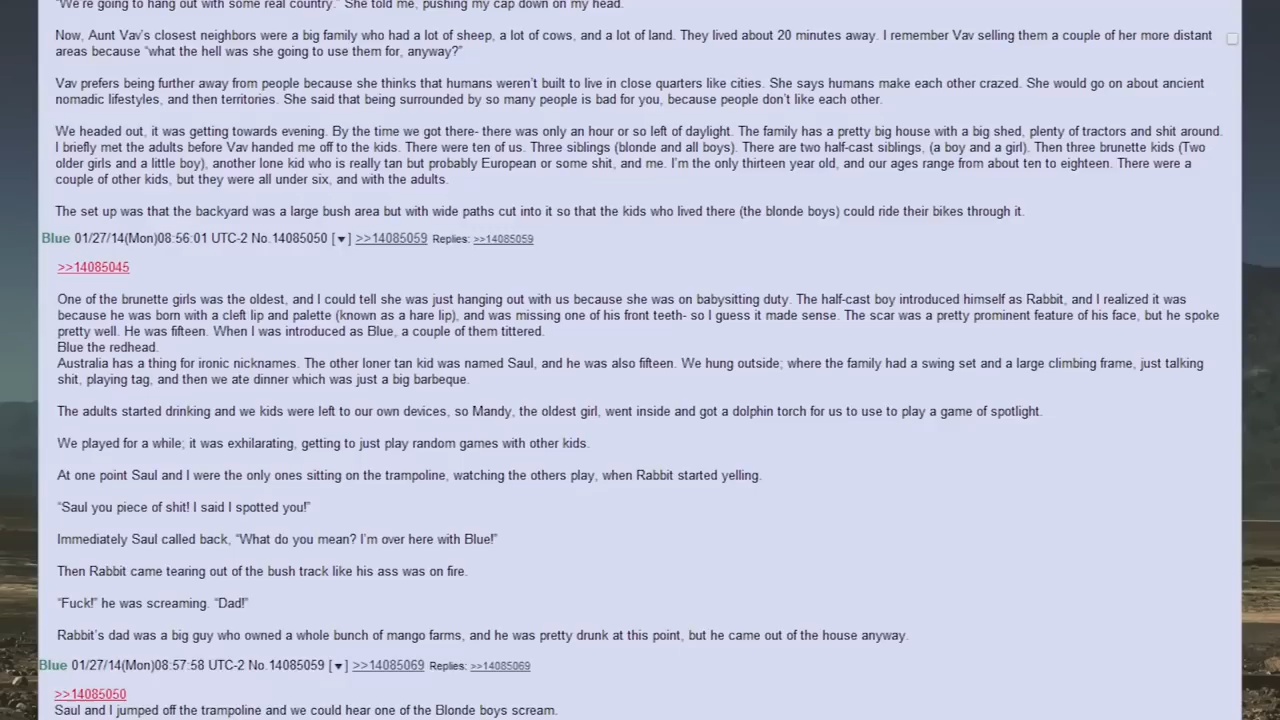 "We're going to hang out with some real country." She told me, pushing my cap down on my head.
Now, Aunt Vav's closest neighbors were a big family who had a lot of sheep, a lot of cows, and a lot of land. They lived about 20 minutes away. I remember Vav selling them a couple of her more distant
areas because “what the hell was she going to use them for, anyway?”
Vav prefers being further away from people because she thinks that humans weren't built to live in close quarters like cities. She says humans make each other crazed. She would go on about ancient
nomadic lifestyles, and then territories. She said that being surrounded by so many people is bad for you, because people don't like each other.
We headed out, it was getting towards evening. By the time we got there- there was only an hour or so left of daylight. The family has a pretty big house with a big shed, plenty of tractors and shit around.
I briefly met the adults before Vav handed me off to the kids. There were ten of us. Three siblings (blonde and all boys). There are two half-cast siblings, (a boy and a girl). Then three brunette kids (Two
older girls and a little boy), another lone kid who is really tan but probably European or some shit, and me. I'm the only thirteen year old, and our ages range from about ten to eighteen. There were a
couple of other kids, but they were all under six, and with the adults.
The set up was that the backyard was a large bush area but with wide paths cut into it so that the kids who lived there (the blonde boys) could ride their bikes through it.
Blue 01/27/14(Mon)08:56:01 UTC-2 No.14085050 [▼] >>14085059 Replies: >>14085059
>>14085045
One of the brunette girls was the oldest, and I could tell she was just hanging out with us because she was on babysitting duty. The half-cast boy introduced himself as Rabbit, and I realized it was
because he was born with a cleft lip and palette (known as a hare lip), and was missing one of his front teeth- so I guess it made sense. The scar was a pretty prominent feature of his face, but he spoke
pretty well. He was fifteen. When I was introduced as Blue, a couple of them tittered.
Blue the redhead.
Australia has a thing for ironic nicknames. The other loner tan kid was named Saul, and he was also fifteen. We hung outside; where the family had a swing set and a large climbing frame, just talking
shit, playing tag, and then we ate dinner which was just a big barbeque.
The adults started drinking and we kids were left to our own devices, so Mandy, the oldest girl, went inside and got a dolphin torch for us to use to play a game of spotlight.
We played for a while; it was exhilarating, getting to just play random games with other kids.
At one point Saul and I were the only ones sitting on the trampoline, watching the others play, when Rabbit started yelling.
“Saul you piece of shit! I said I spotted you!”
Immediately Saul called back, “What do you mean? I'm over here with Blue!”
Then Rabbit came tearing out of the bush track like his ass was on fire.
“Fuck!” he was screaming. “Dad!”
Rabbit's dad was a big guy who owned a whole bunch of mango farms, and he was pretty drunk at this point, but he came out of the house anyway.
Blue 01/27/14(Mon)08:57:58 UTC-2 No.14085059 [▼] >>14085069 Replies: >>14085069
>>14085050
Saul and I jumped off the trampoline and we could hear one of the Blonde boys scream.